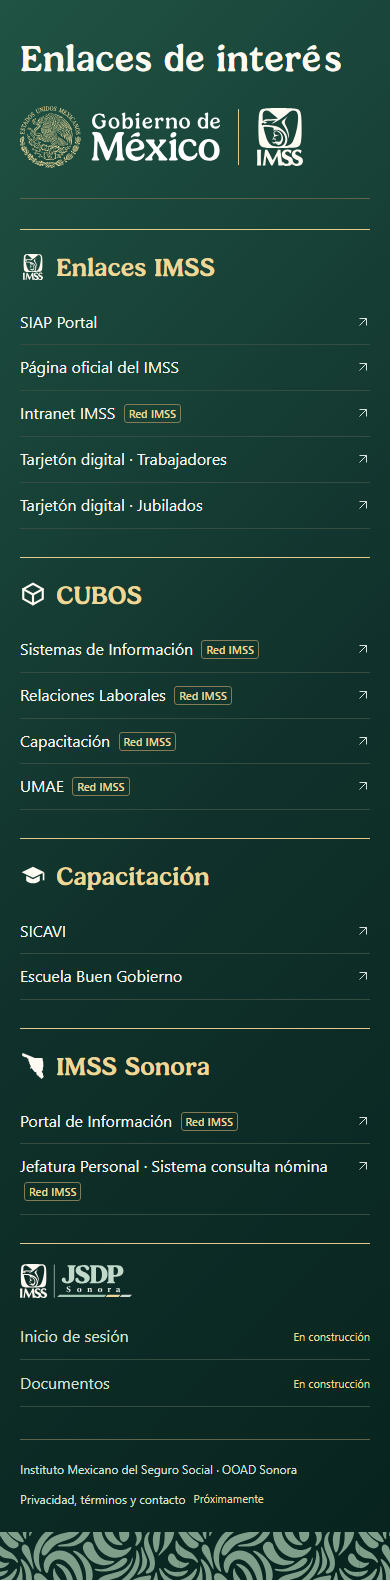 Enlaces de interés
ESTADOS UNIDOS MEXICANOS
Gobierno de
México
IMSS
IMSS
Enlaces IMSS
SIAP Portal
Página oficial del IMSS
Intranet IMSS Red IMSS
Tarjetón digital · Trabajadores
Tarjetón digital · Jubilados
CUBOS
Sistemas de Información Red IMSS
Relaciones Laborales Red IMSS
Capacitación Red IMSS
UMAE Red IMSS
Capacitación
SICAVI
Escuela Buen Gobierno
IMSS Sonora
Portal de Información Red IMSS
Jefatura Personal · Sistema consulta nómina
Red IMSS
IMSS
JSDP
Sonora
Inicio de sesión En construcción
Documentos En construcción
Instituto Mexicano del Seguro Social · OOAD Sonora
Privacidad, términos y contacto Próximamente